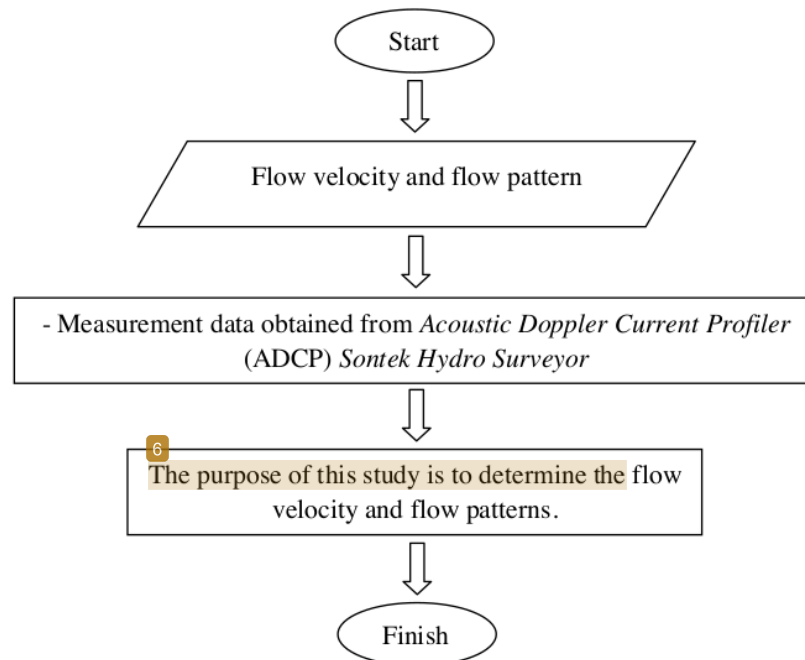 Start
Flow velocity and flow pattern
- Measurement data obtained from Acoustic Doppler Current Profiler
(ADCP) Sontek Hydro Surveyor
6
The purpose of this study is to determine the flow
velocity and flow patterns.
Finish